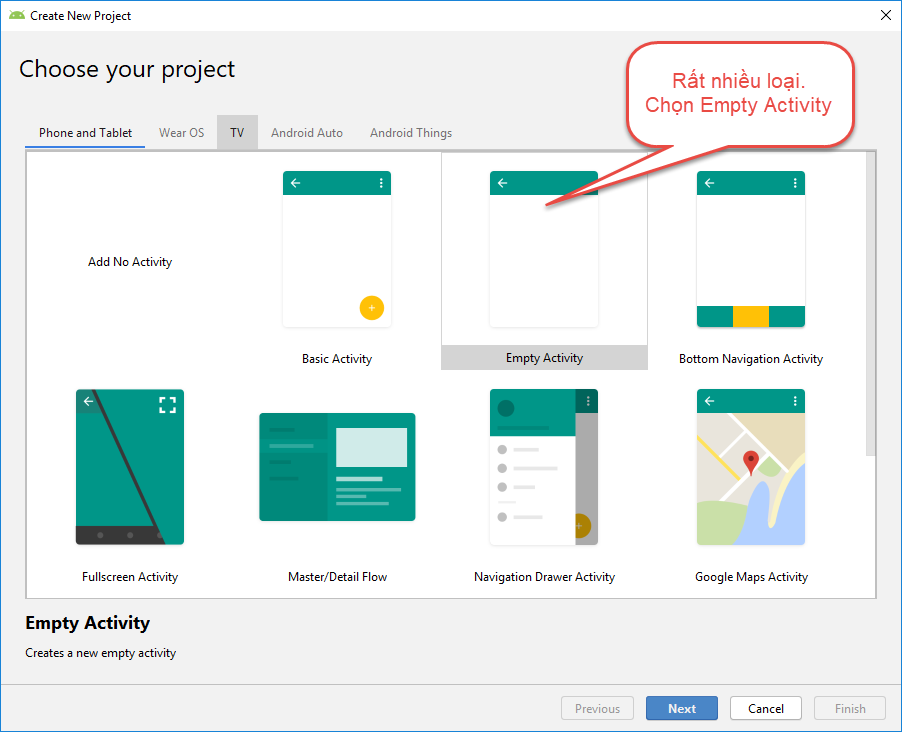 Create New Project
Choose your project
Rất nhiều loại.
Chọn Empty Activity
Phone and Tablet
Wear OS
TV
Android Auto
Android Things
Add No Activity
Basic Activity
Empty Activity
Bottom Navigation Activity
Fullscreen Activity
Master/Detail Flow
Navigation Drawer Activity
Google Maps Activity
Empty Activity
Creates a new empty activity
Previous
Next
Cancel
Finish